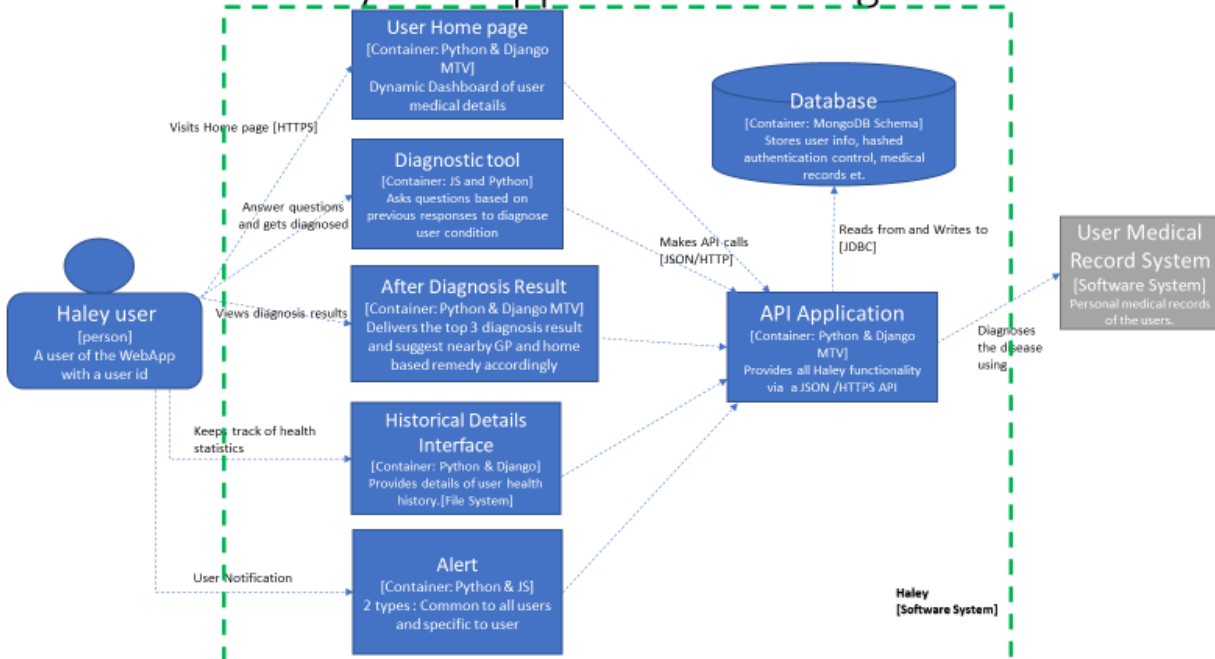 User Home page
[Container: Python & Django
MTV]
Dynamic Dashboard of user
medical details
Visits Home page [HTTPS]
Diagnostic tool
[Container: JS and Python]
Asks questions based on
previous responses to diagnose
user condition
Answer questions
and gets diagnosed
Haley user
[person]
A user of the WebApp
with a user id
Views diagnosis results
After Diagnosis Result
[Container: Python & Django MTV]
Delivers the top 3 diagnosis result
and suggest nearby GP and home
based remedy accordingly
Keeps track of health
statistics
Historical Details
Interface
[Container: Python & Django]
Provides details of user health
history.[File System]
User Notification
Alert
[Container: Python & JS]
2 types : Common to all users
and specific to user
Makes API calls
[JSON/HTTP]
Database
[Container: MongoDB Schema]
Stores user info, hashed
authentication control, medical
records et.
Reads from and Writes to
[JDBC]
API Application
[Container: Python & Django
MTV]
Provides all Haley functionality
via a JSON /HTTPS API
Diagnoses
the disease
using
User Medical
Record System
[Software System]
Personal medical records
of the users.
Haley
[Software System]